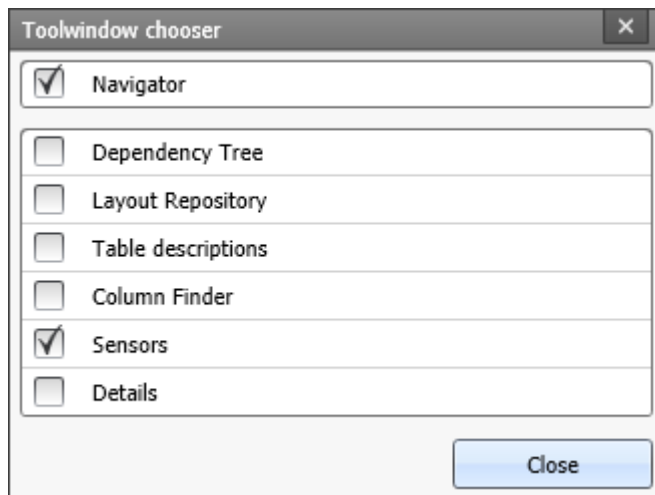 Toolwindow chooser
Navigator
Dependency Tree
Layout Repository
Table descriptions
Column Finder
Sensors
Details
Close